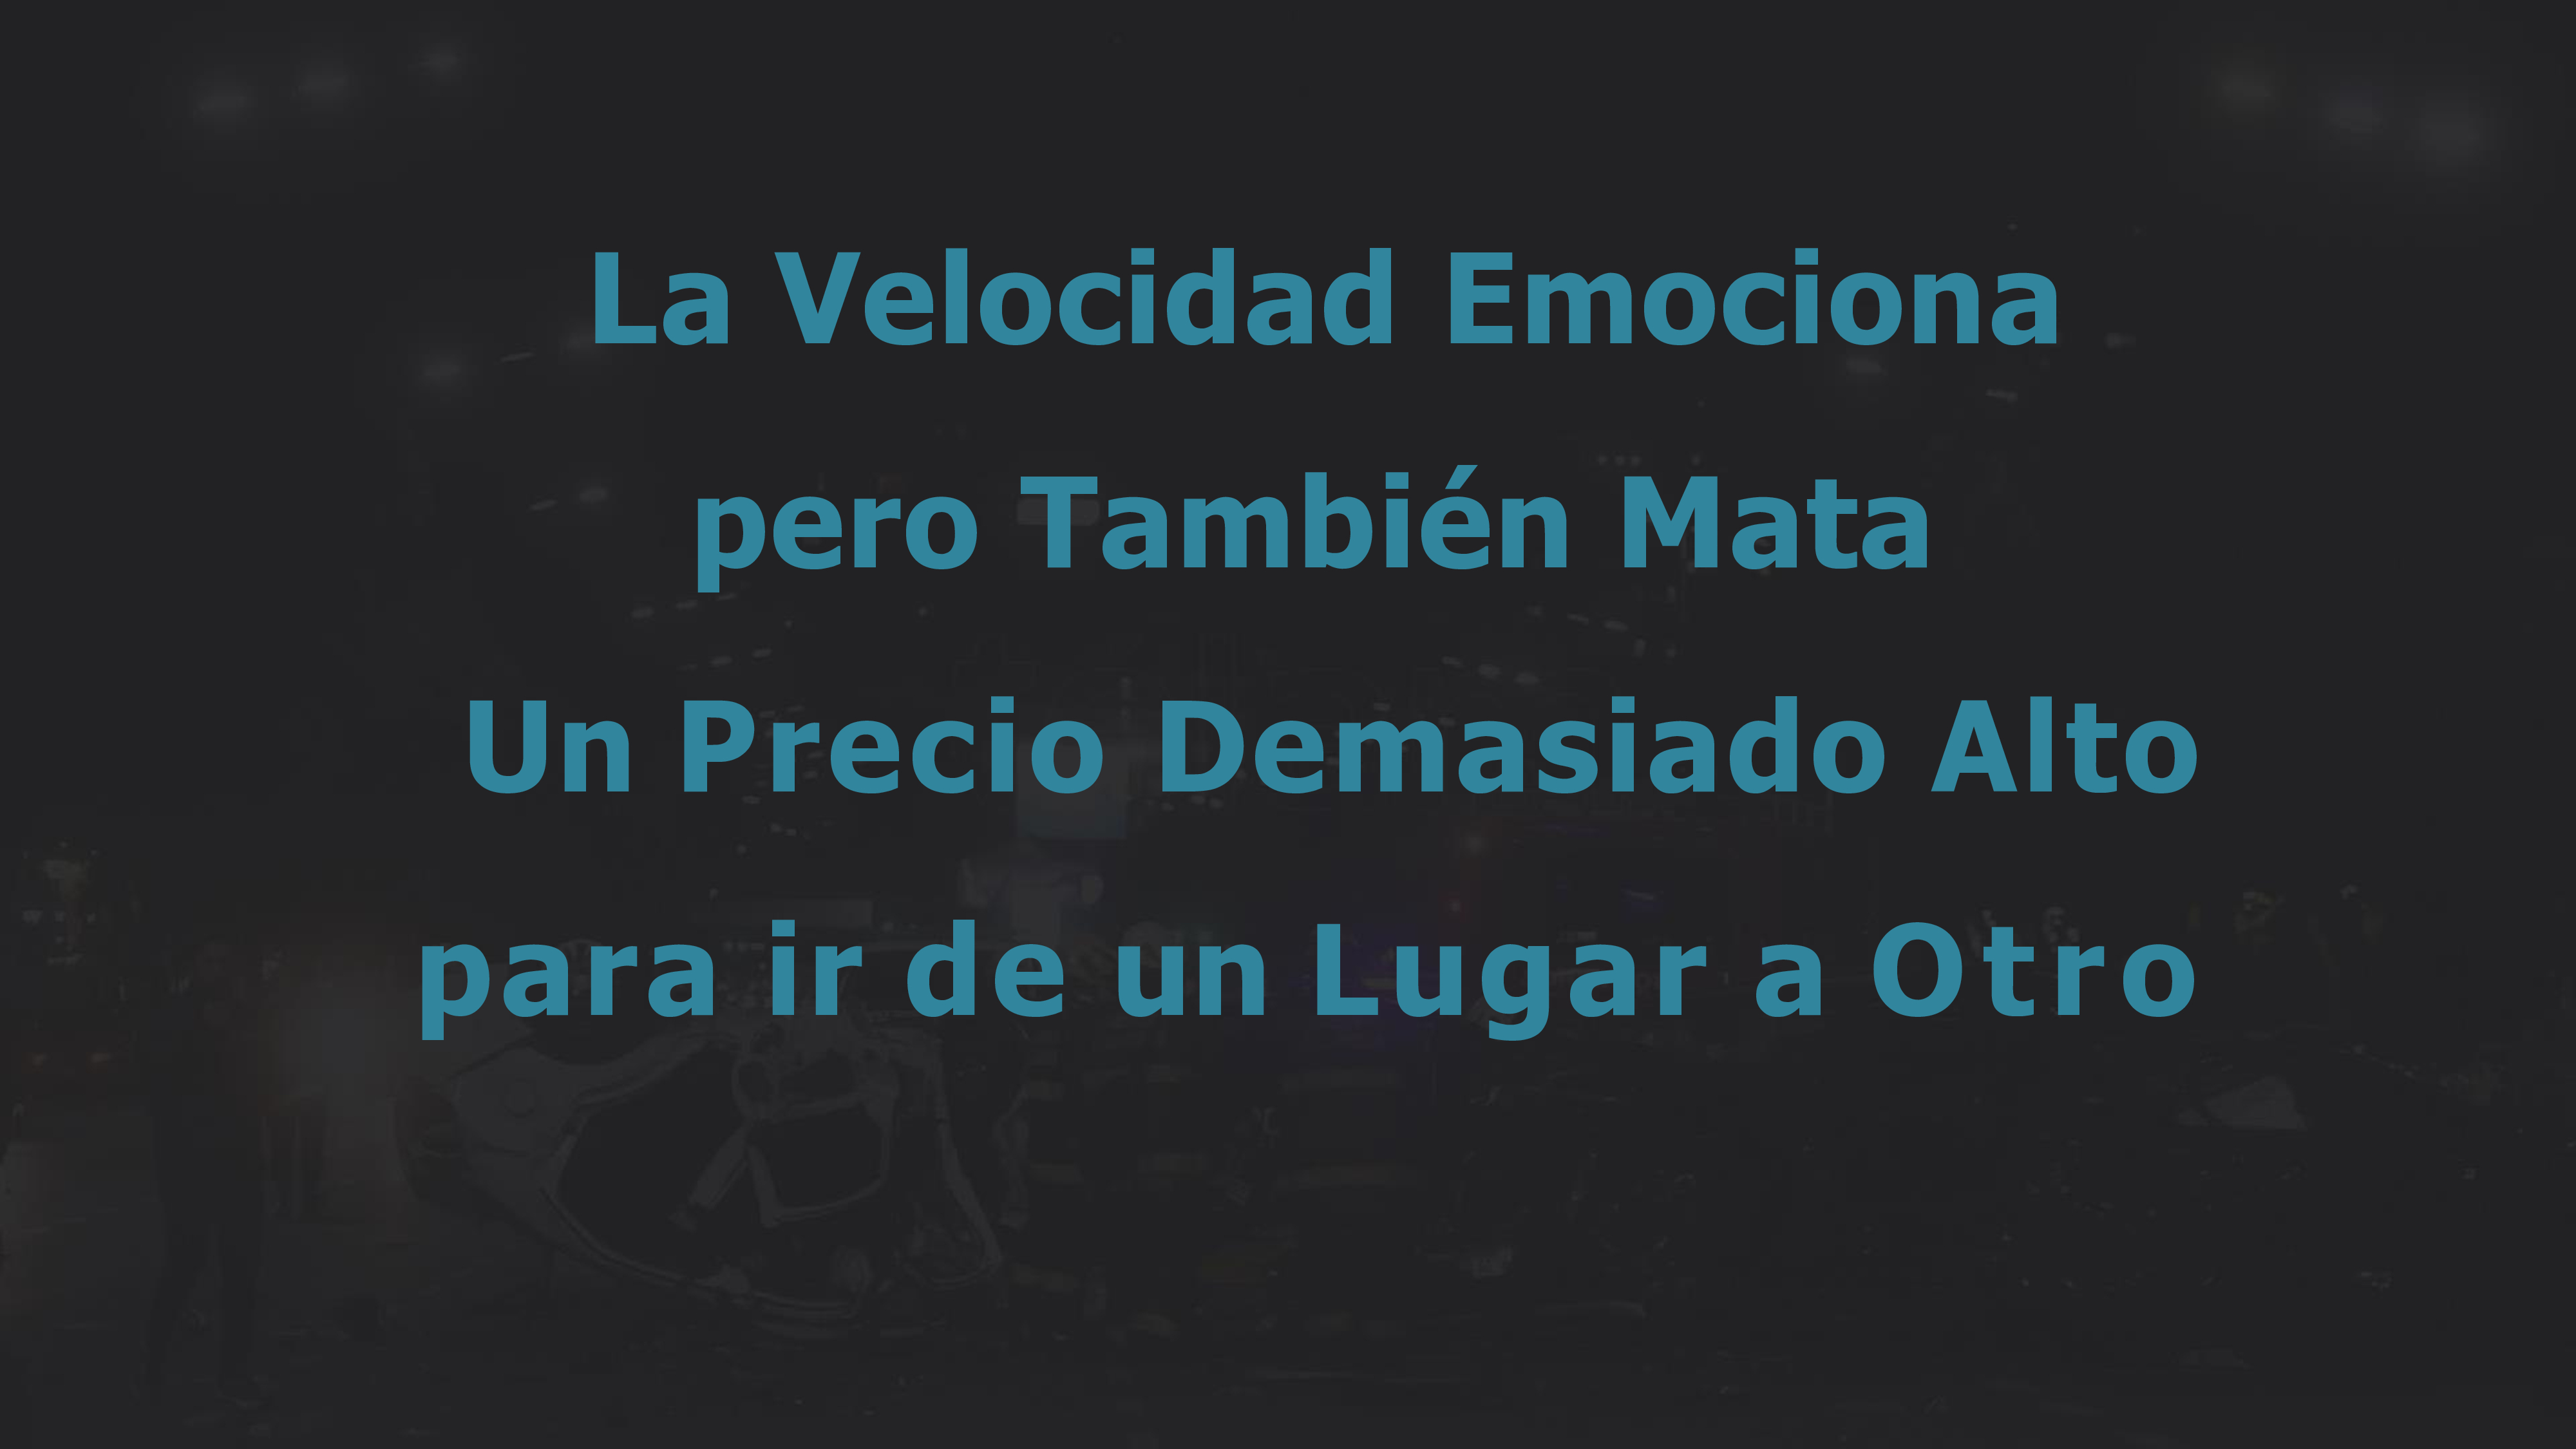 La Velocidad Emociona
pero También Mata
Un Precio Demasiado Alto
para ir de un Lugar a Otro